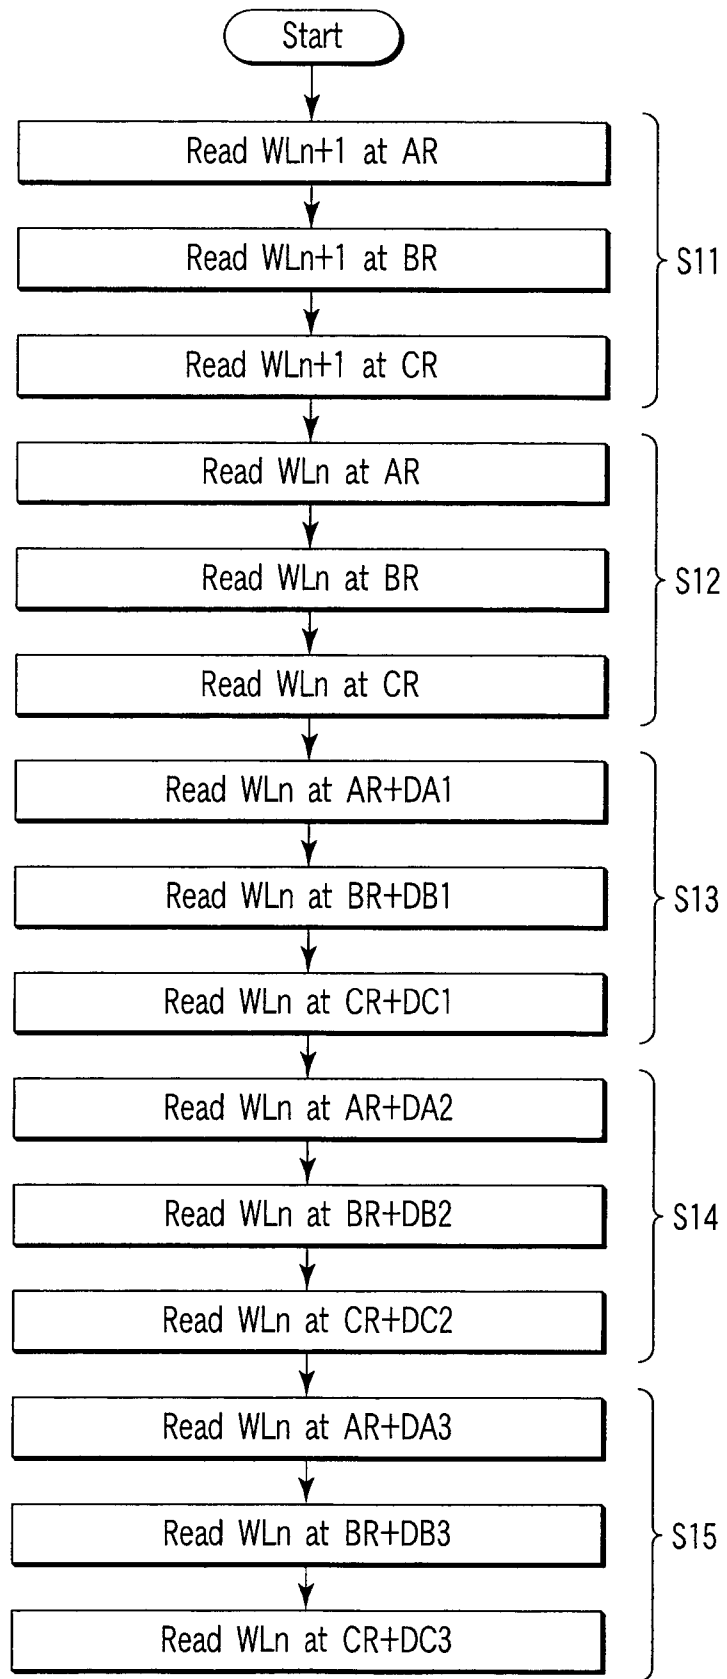 Start
Read WLn+1 at AR
Read WLn+1 at BR
S11
Read WLn+1 at CR
Read WLn at AR
Read WLn at BR
S12
Read WLn at CR
Read WLn at AR+DA1
Read WLn at BR+DB1
S13
Read WLn at CR+DC1
Read WLn at AR+DA2
Read WLn at BR+DB2
S14
Read WLn at CR+DC2
Read WLn at AR+DA3
Read WLn at BR+DB3
S15
Read WLn at CR+DC3